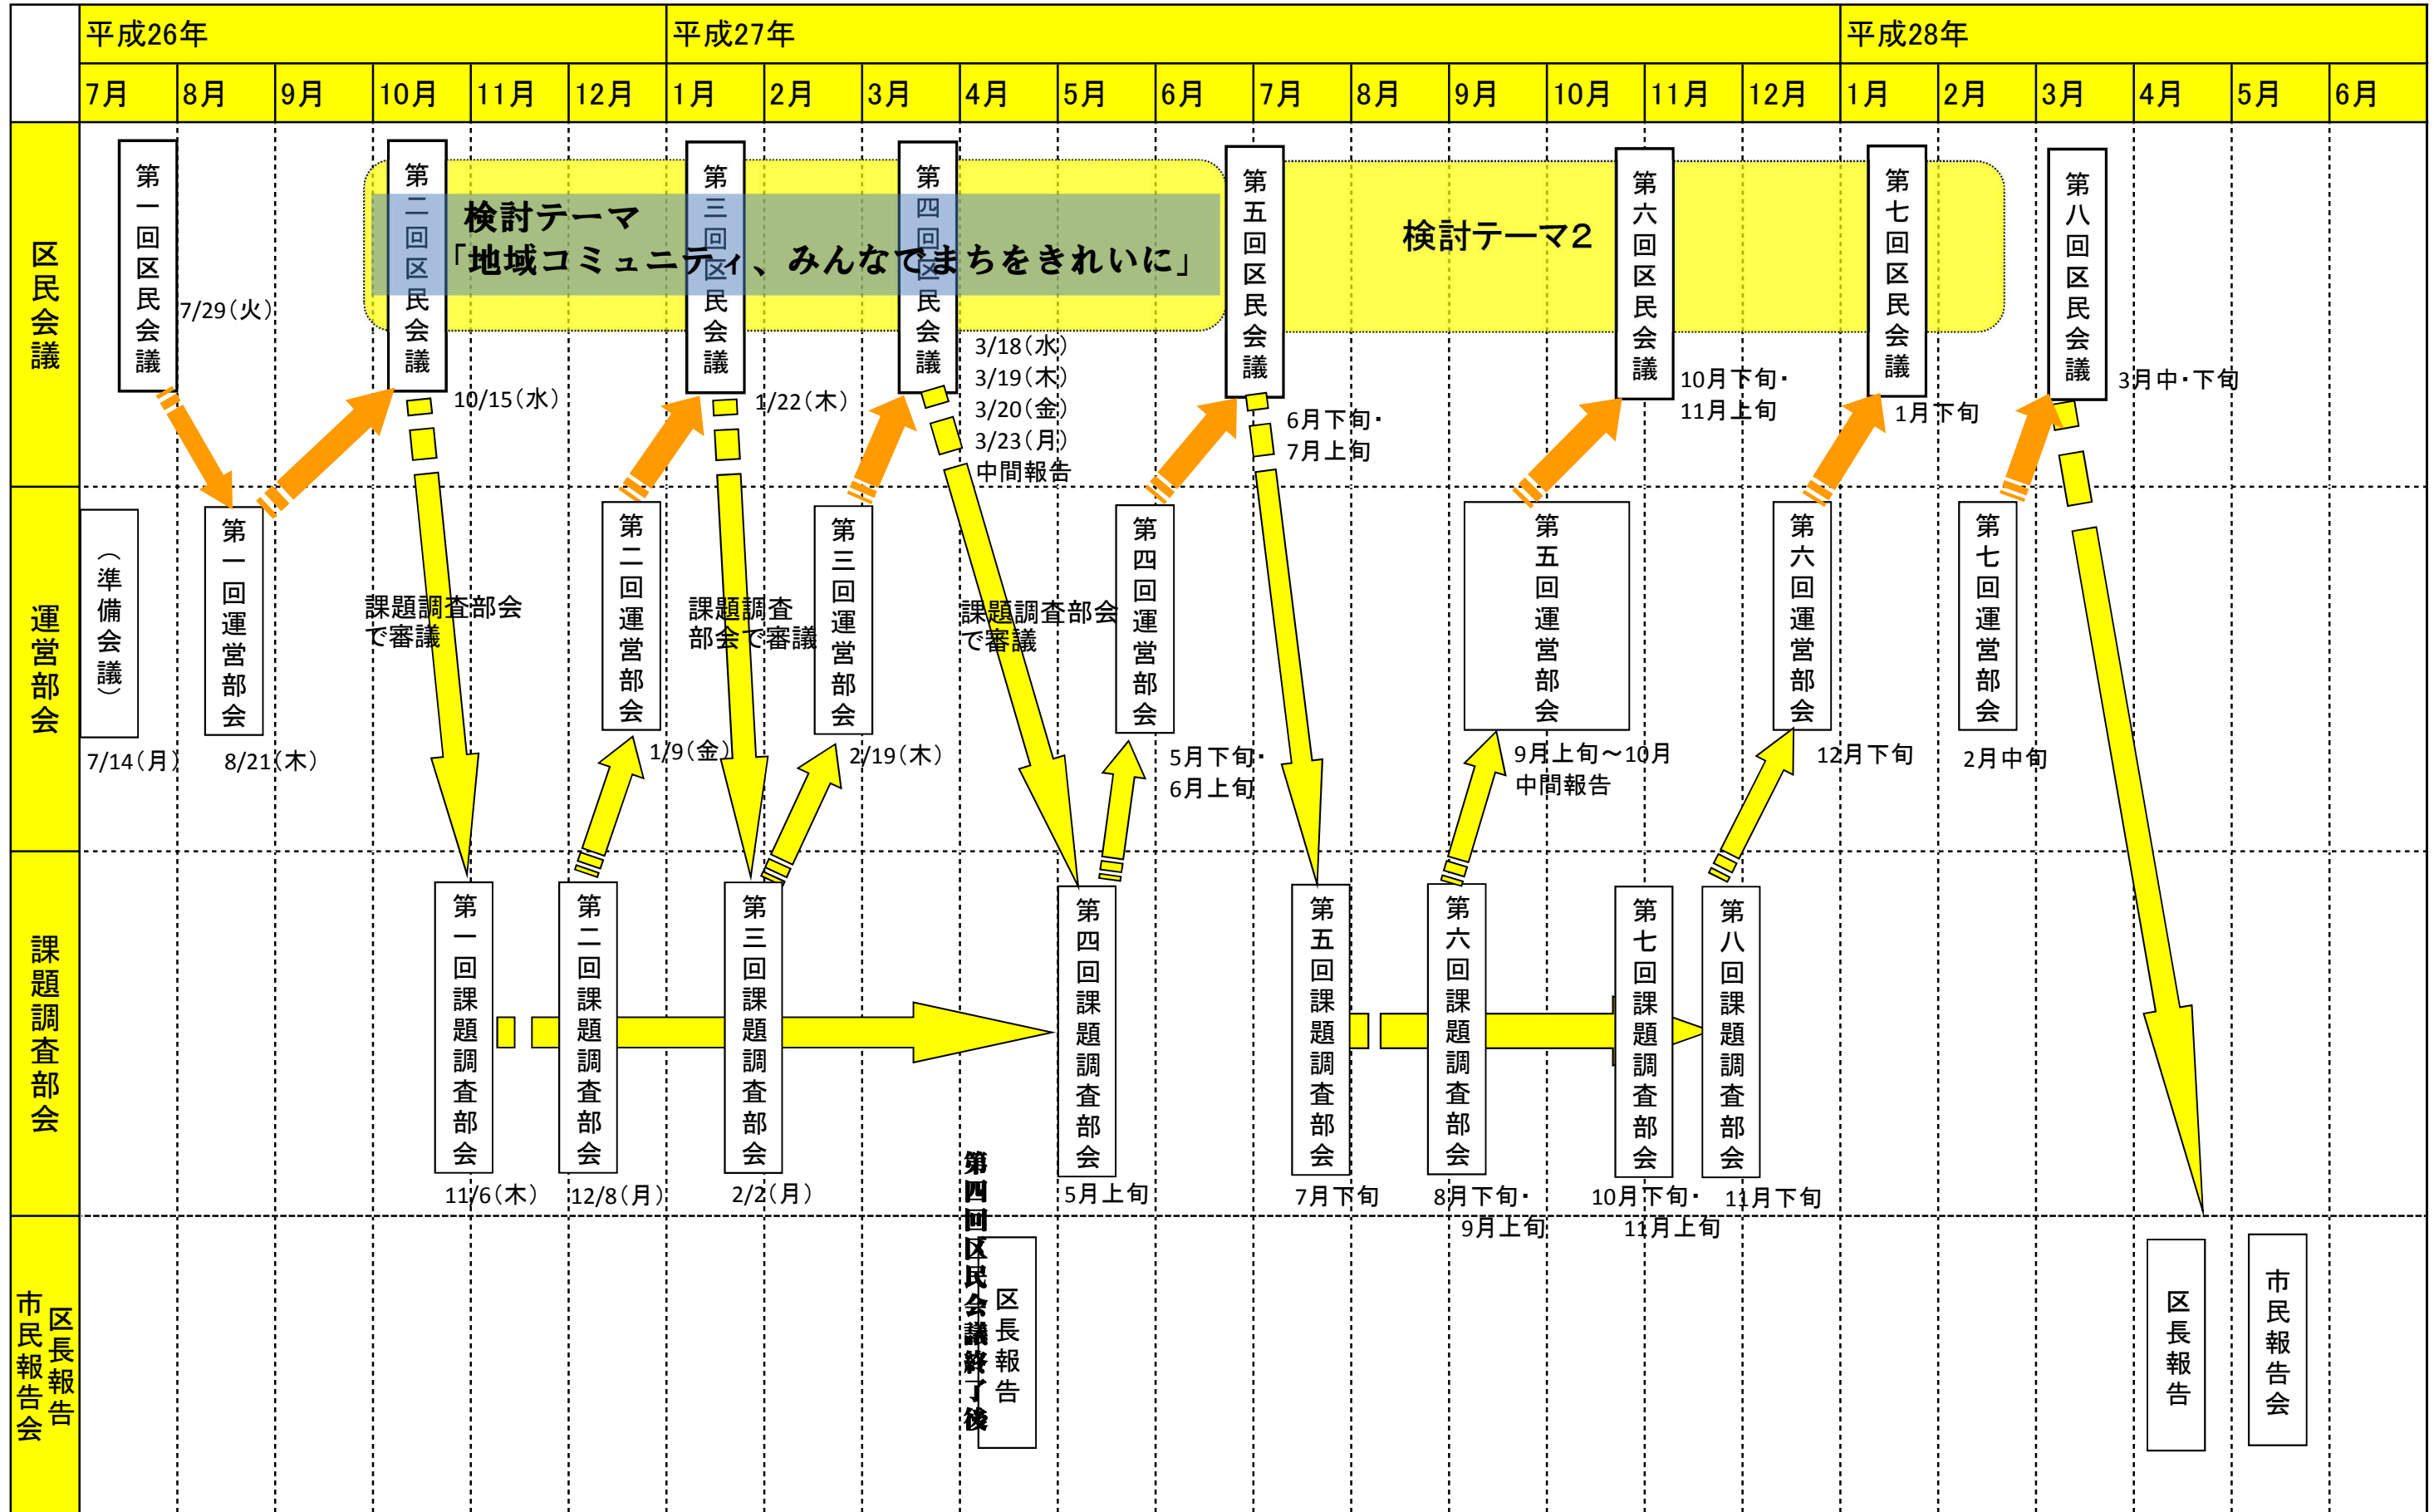 平成26年
平成27年
平成28年
7月
8月
9月
10月
11月
12月
1月
2月
3月
4月
5月
6月
7月
8月
9月
10月
11月
12月
1月
2月
3月
4月
5月
6月
区民会議
第一回区民会議
7/29(火)
第二回区民会議
10/15(水)
検討テーマ
「地域コミュニティ、みんなでまちをきれいに」
第三回区民会議
1/22(木)
第四回区民会議
3/18(水)
3/19(木)
3/20(金)
3/23(月)
中間報告
第五回区民会議
6月下旬・
7月上旬
検討テーマ2
第六回区民会議
10月下旬・
11月上旬
第七回区民会議
1月下旬
第八回区民会議
3月中・下旬
運営部会
(準備会議)
7/14(月)
第一回運営部会
8/21(木)
課題調査部会
で審議
第二回運営部会
1/9(金)
課題調査
部会で審議
第三回運営部会
2/19(木)
課題調査部会
で審議
第四回運営部会
5月下旬・
6月上旬
第五回運営部会
9月上旬～10月
中間報告
第六回運営部会
12月下旬
第七回運営部会
2月中旬
課題調査部会
第一回課題調査部会
11/6(木)
第二回課題調査部会
12/8(月)
第三回課題調査部会
2/2(月)
第四回課題調査部会
5月上旬
第五回課題調査部会
7月下旬
第六回課題調査部会
8月下旬・
9月上旬
第七回課題調査部会
10月下旬・
11月上旬
第八回課題調査部会
11月下旬
区長報告
市民報告会
第四回区民会議終了後
区長報告
区長報告
市民報告会